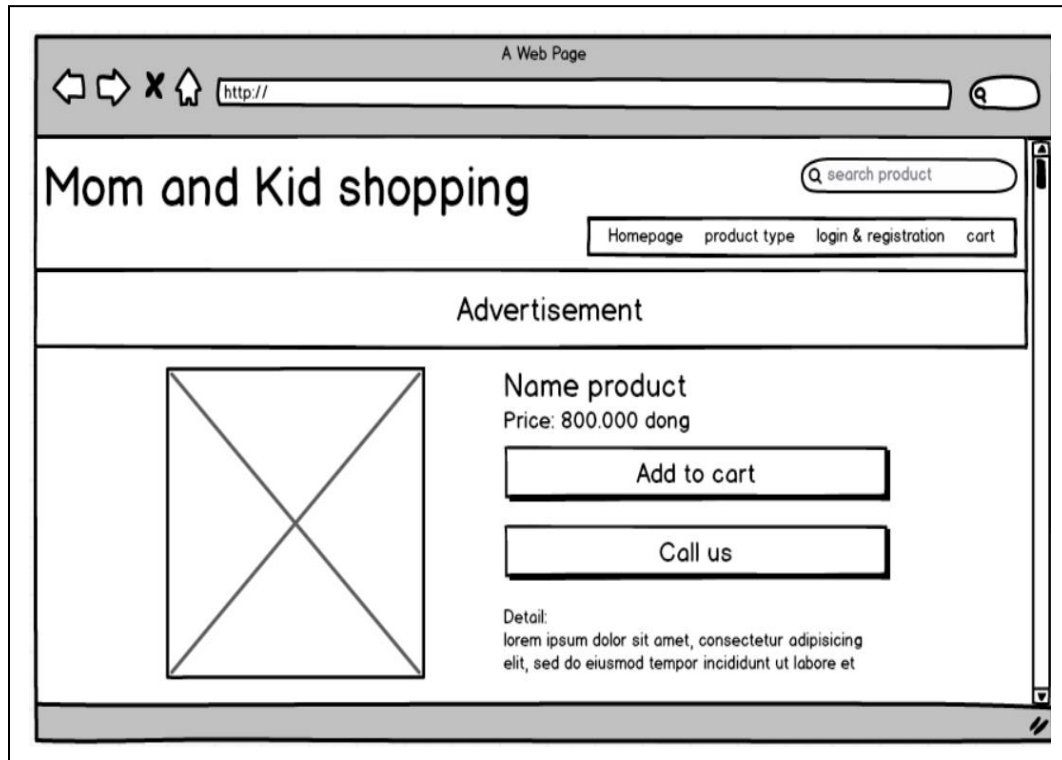 A Web Page
http://
Mom and Kid shopping
search product
Homepage product type login & registration cart
Advertisement
Name product
Price: 800.000 dong
Add to cart
Call us
Detail:
lorem ipsum dolor sit amet, consectetur adipisicing
elit, sed do eiusmod tempor incididunt ut labore et